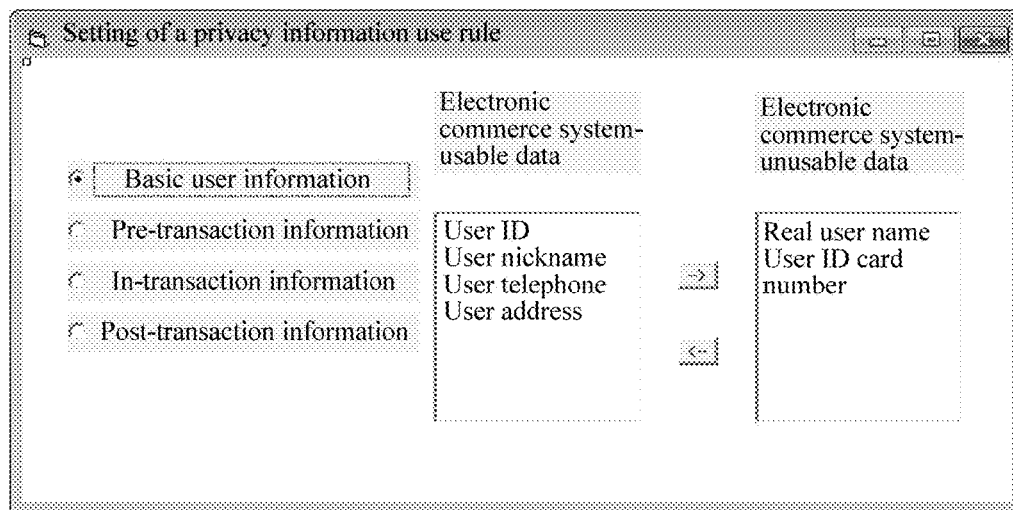 Setting of a privacy information use rule
Basic user information
Pre-transaction information
In-transaction information
Post-transaction information
Electronic
commerce system-
usable data
User ID
User nickname
User telephone
User address
-->
<--
Electronic
commerce system-
unusable data
Real user name
User ID card
number